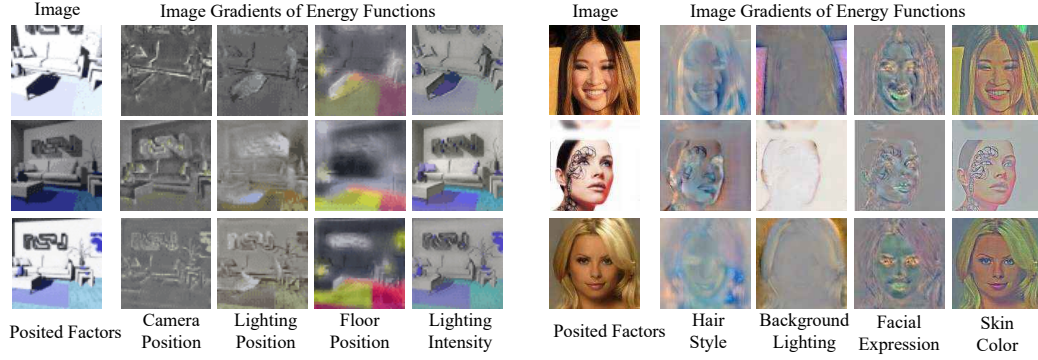 Image
Image Gradients of Energy Functions
Posited Factors
Camera
Position
Lighting
Position
Floor
Position
Lighting
Intensity
Image
Image Gradients of Energy Functions
Posited Factors
Hair
Style
Background
Lighting
Facial
Expression
Skin
Color